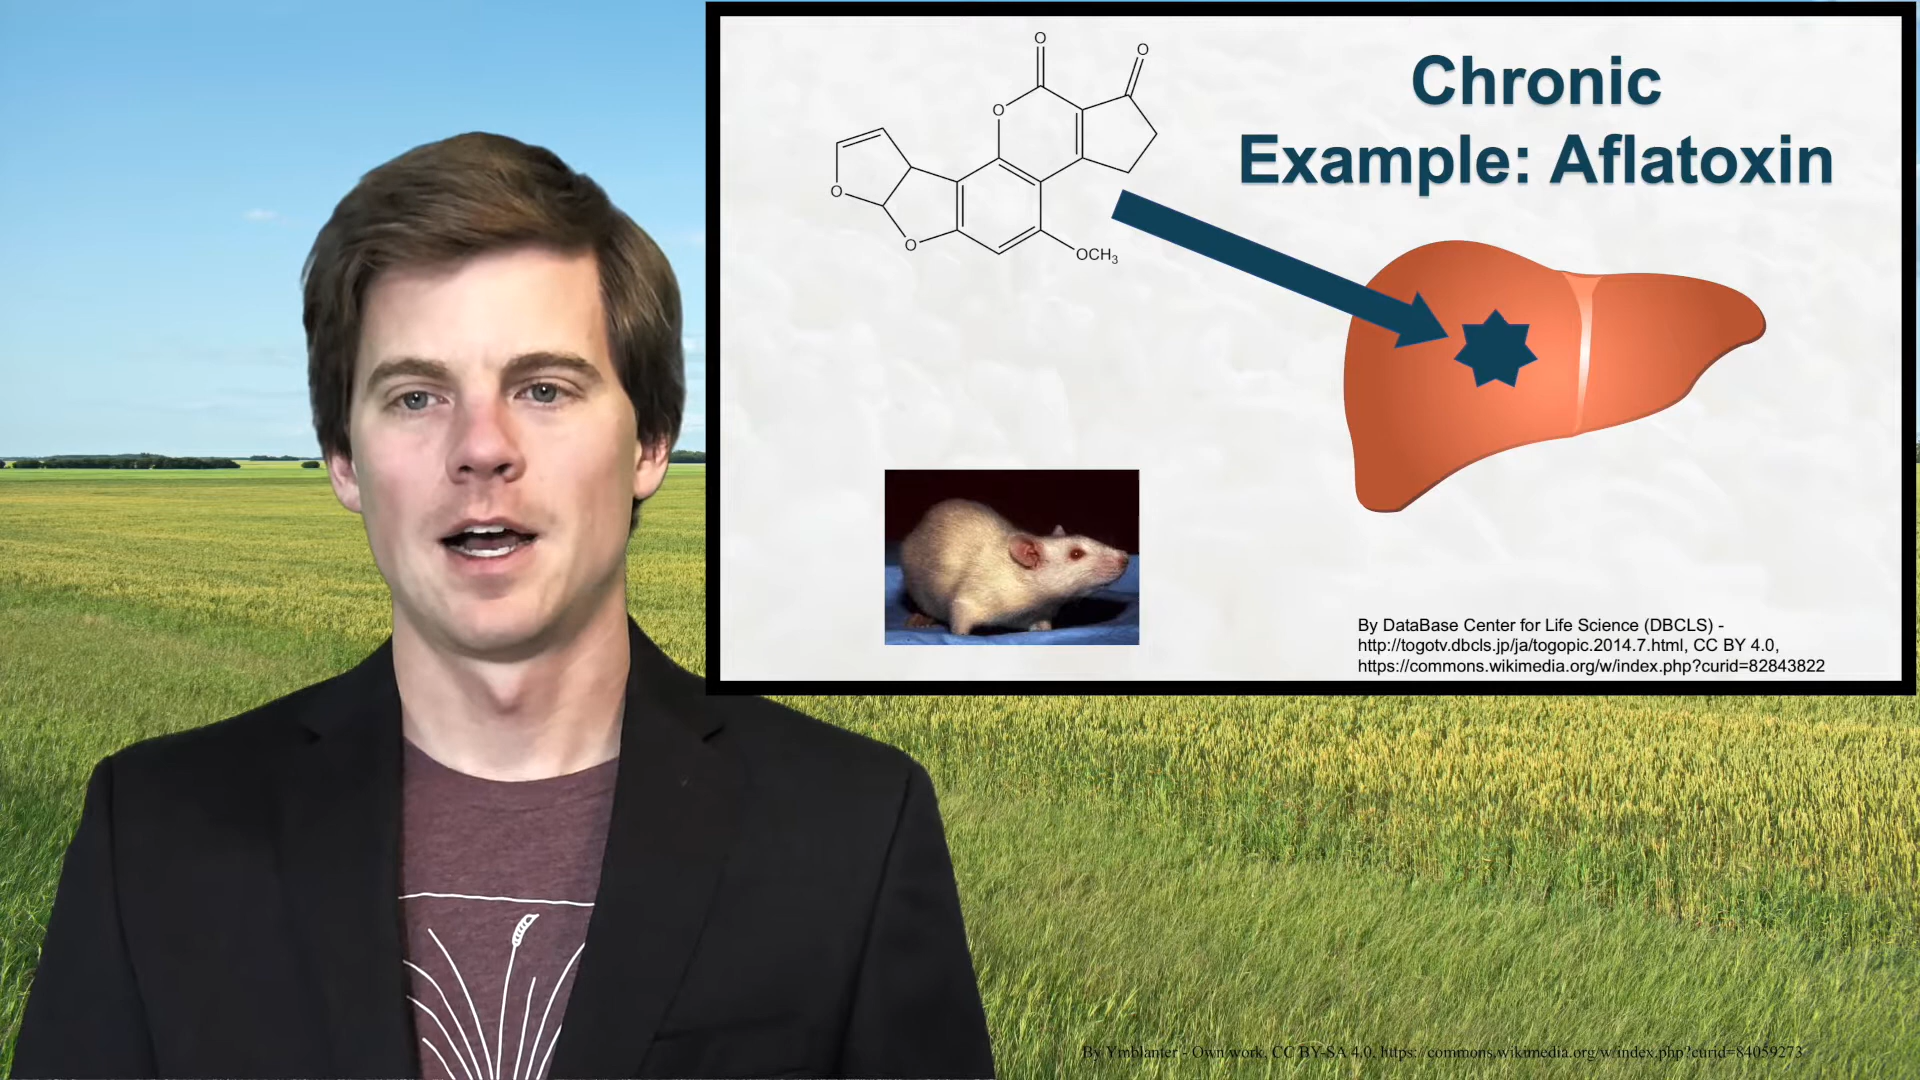 Chronic
Example: Aflatoxin
O
O
O
O
O
OCH3
By DataBase Center for Life Science (DBCLS) -
http://togotv.dbcls.jp/ja/togopic.2014.7.html, CC BY 4.0,
https://commons.wikimedia.org/w/index.php?curid=82843822
By Ymblanter - Own work, CC BY-SA 4.0, https://commons.wikimedia.org/w/index.php?curid=84059273